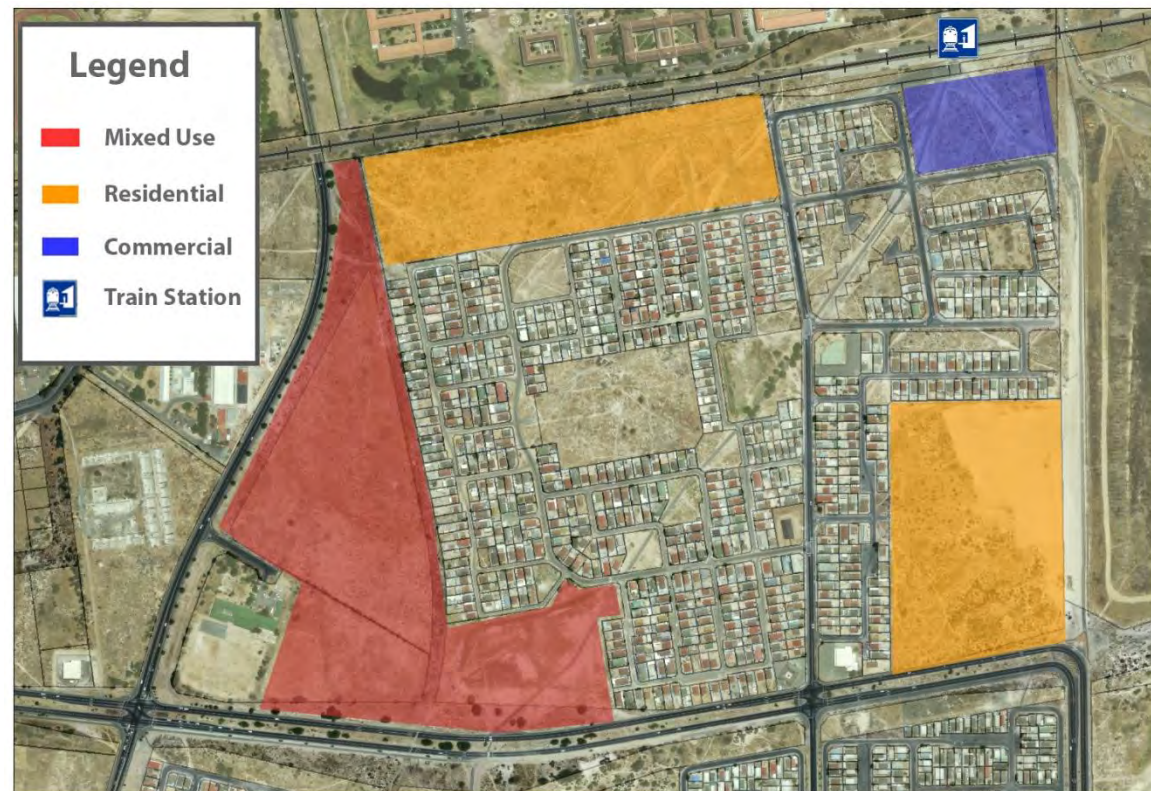 Legend
Mixed Use
Residential
Commercial
Train Station